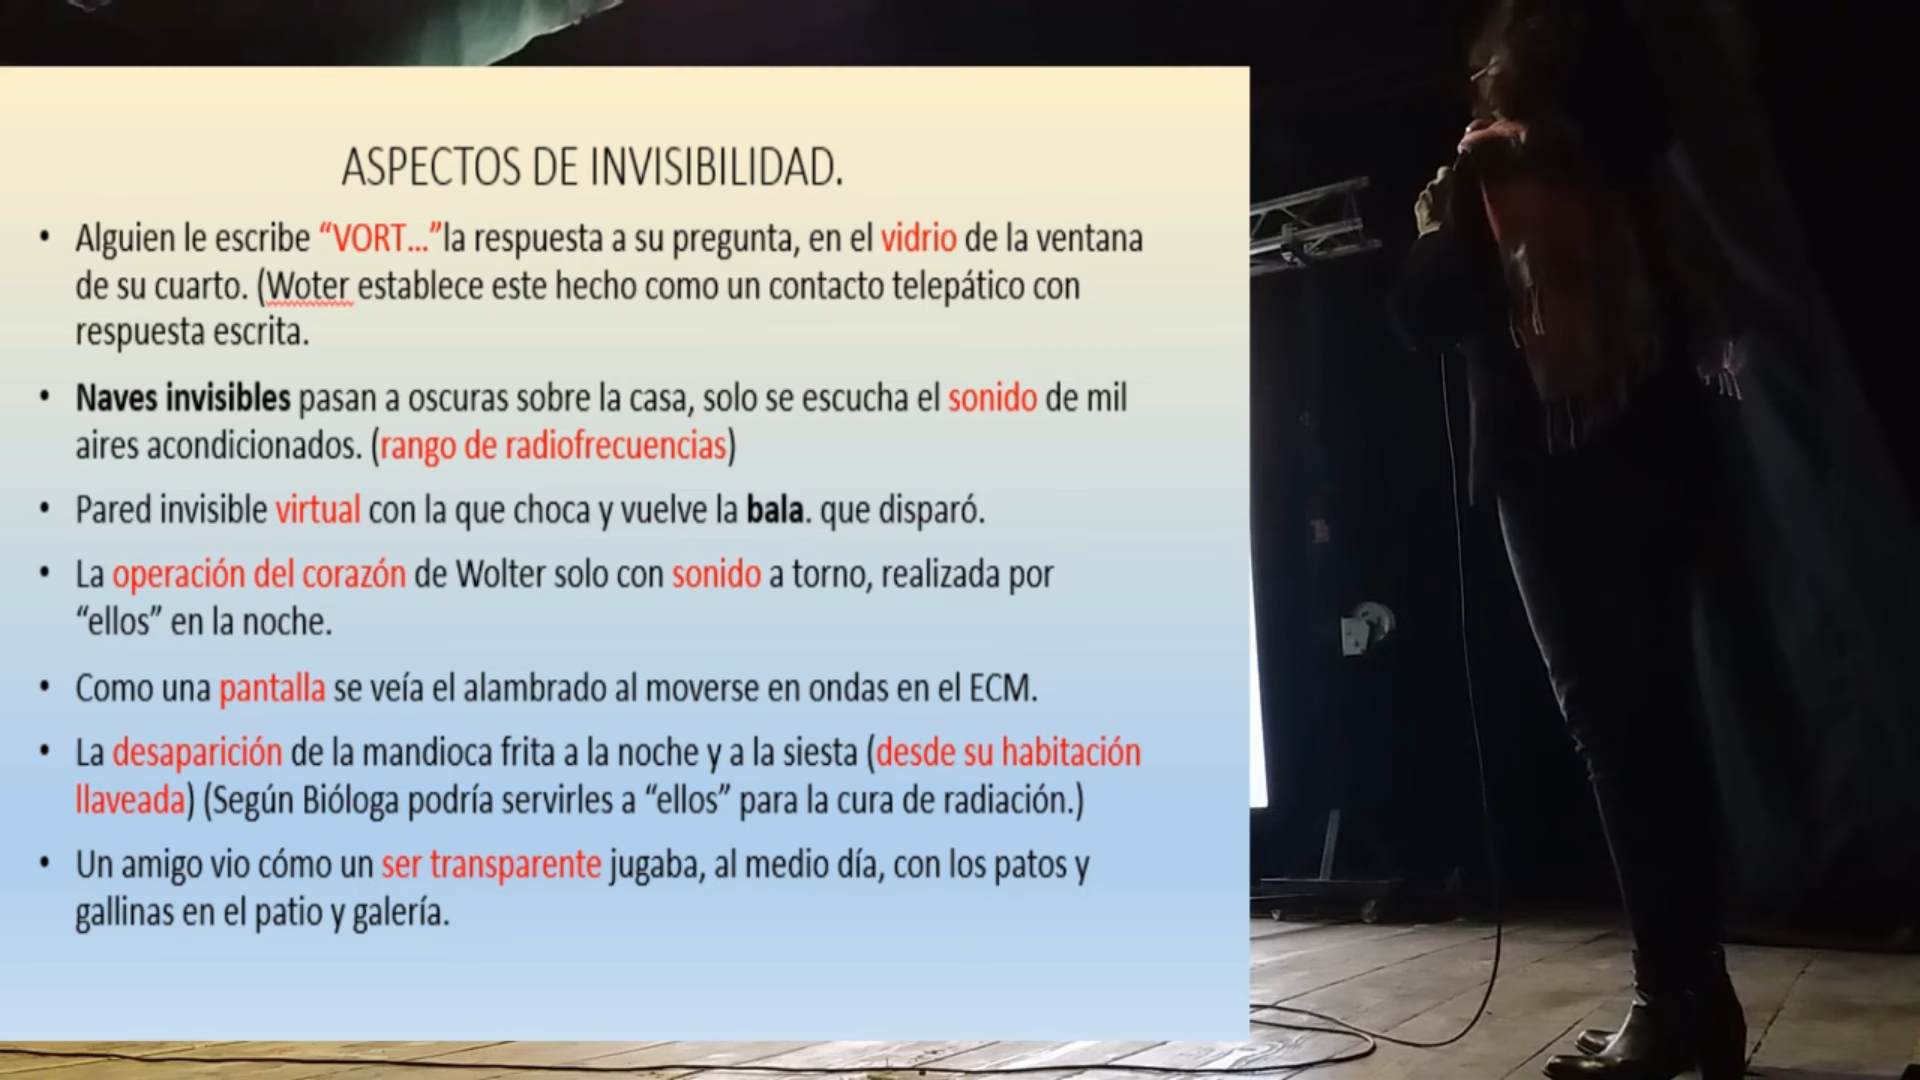 ASPECTOS DE INVISIBILIDAD.
• Alguien le escribe “VORT...”la respuesta a su pregunta, en el vidrio de la ventana
de su cuarto. (Woter establece este hecho como un contacto telepático con
respuesta escrita.
• Naves invisibles pasan a oscuras sobre la casa, solo se escucha el sonido de mil
aires acondicionados. (rango de radiofrecuencias)
• Pared invisible virtual con la que choca y vuelve la bala. que disparó.
• La operación del corazón de Wolter solo con sonido a torno, realizada por
“ellos” en la noche.
• Como una pantalla se veía el alambrado al moverse en ondas en el ECM.
• La desaparición de la mandioca frita a la noche y a la siesta (desde su habitación
llaveada) (Según Bióloga podría servirles a “ellos” para la cura de radiación.)
• Un amigo vio cómo un ser transparente jugaba, al medio día, con los patos y
gallinas en el patio y galería.